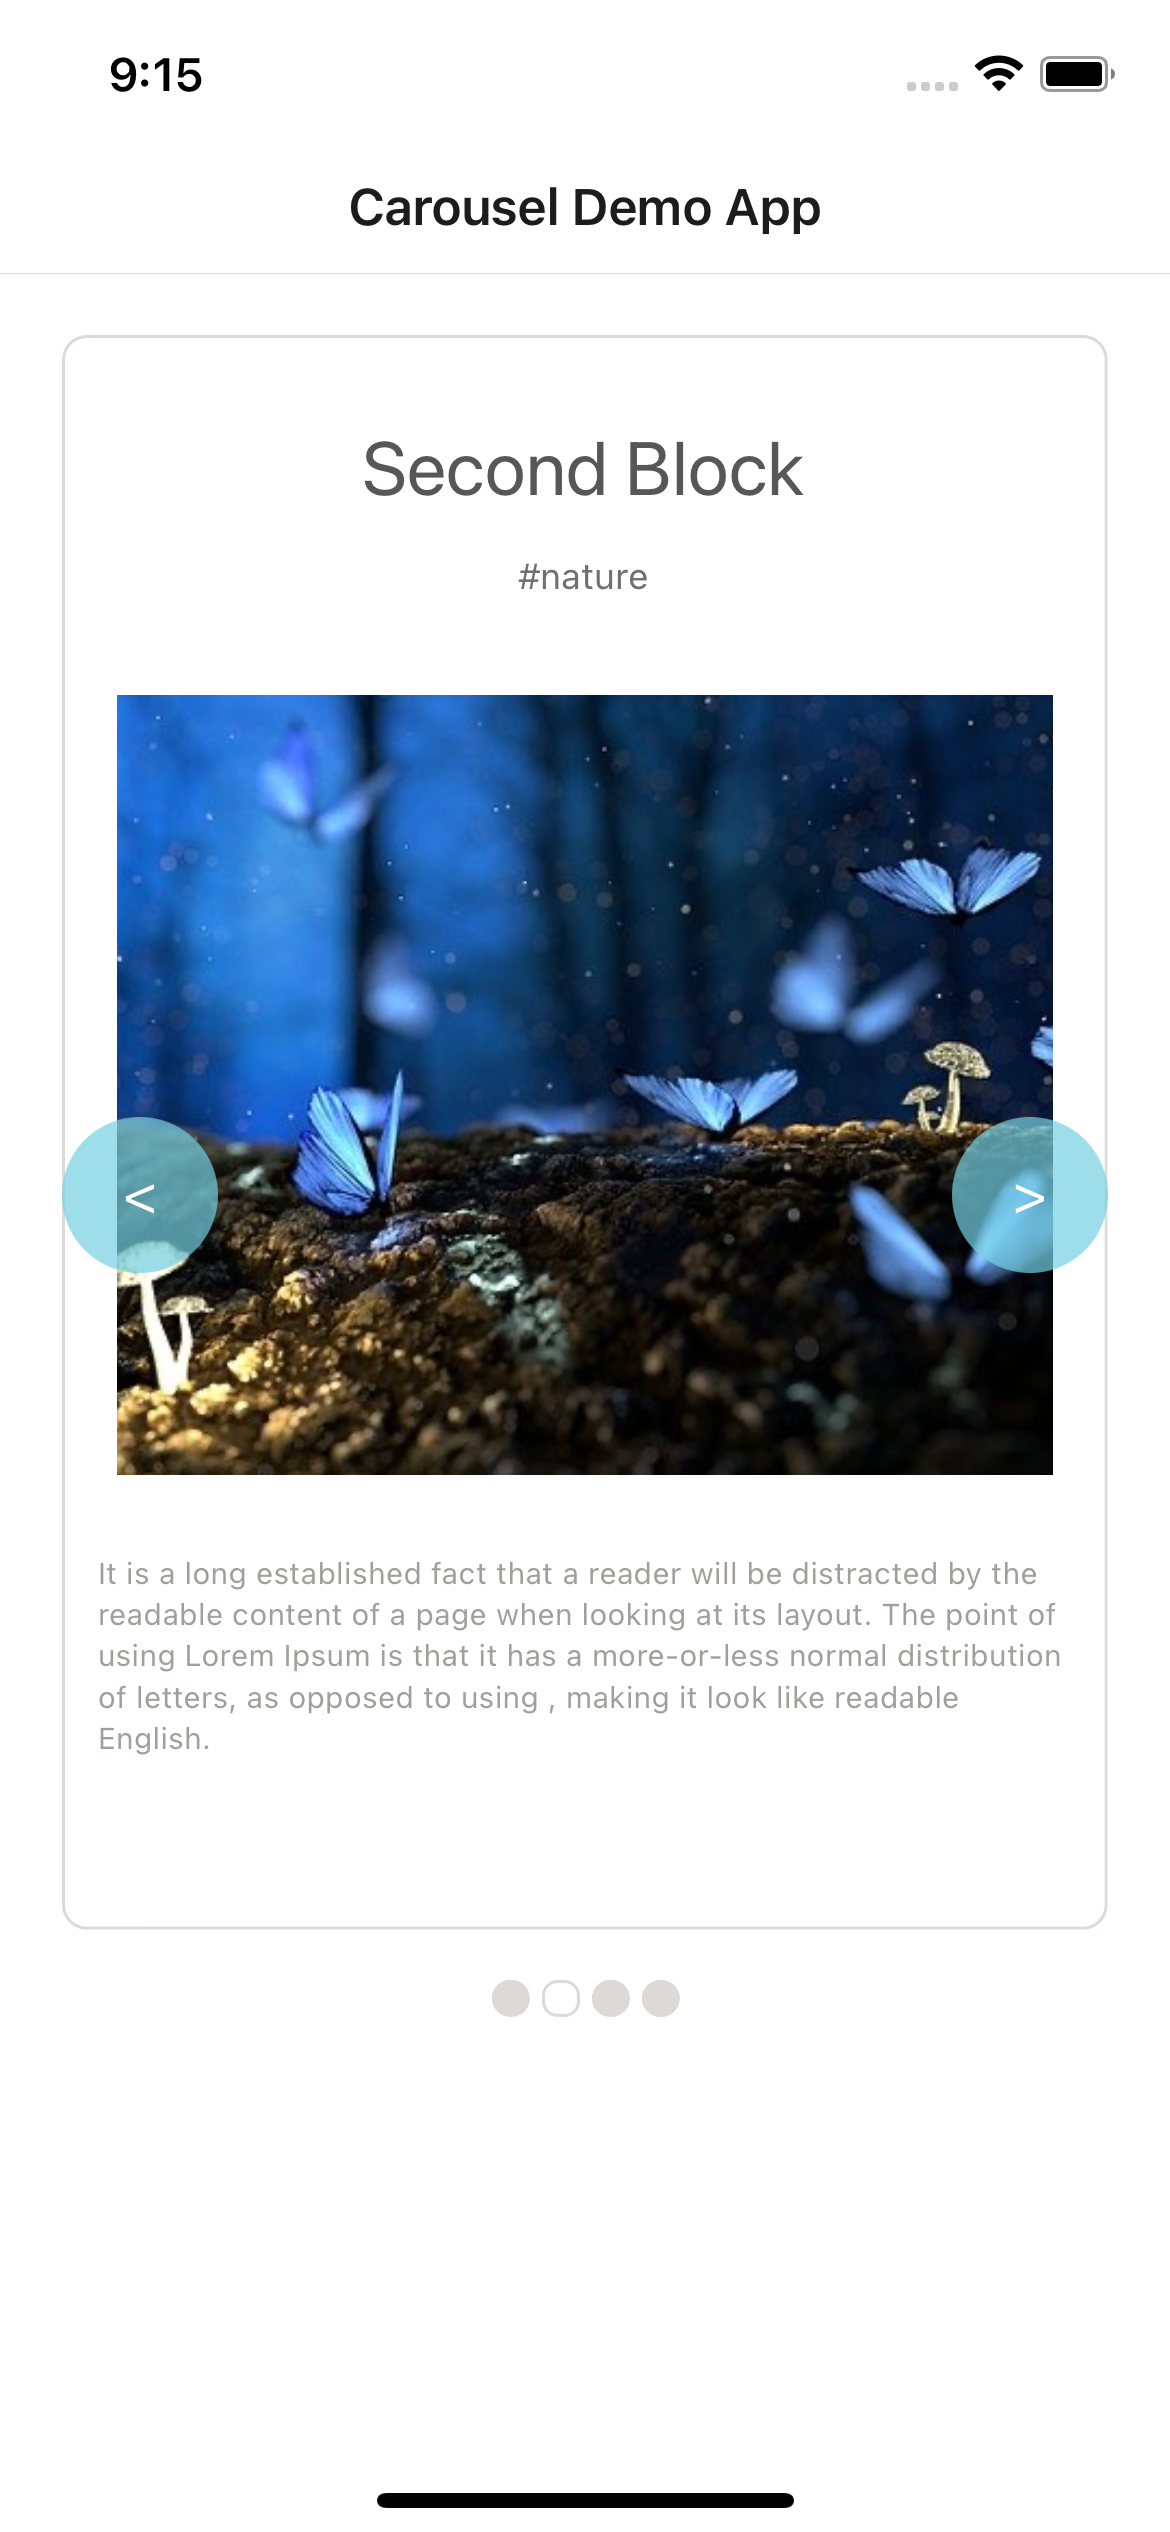 9:15
Carousel Demo App
Second Block
#nature
<
>
It is a long established fact that a reader will be distracted by the
readable content of a page when looking at its layout. The point of
using Lorem Ipsum is that it has a more-or-less normal distribution
of letters, as opposed to using , making it look like readable
English.